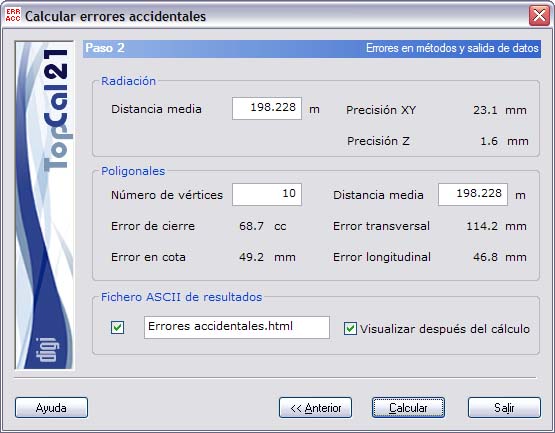 ERR
ACC
Calcular errores accidentales
TopCal 21
digi
Paso 2
Errores en métodos y salida de datos
Radiación
Distancia media 198.228 m Precisión XY 23.1 mm
Precisión Z 1.6 mm
Poligonales
Número de vértices 10 Distancia media 198.228 m
Error de cierre 68.7 cc Error transversal 114.2 mm
Error en cota 49.2 mm Error longitudinal 46.8 mm
Fichero ASCII de resultados
Errores accidentales.html Visualizar después del cálculo
Ayuda << Anterior Calcular Salir